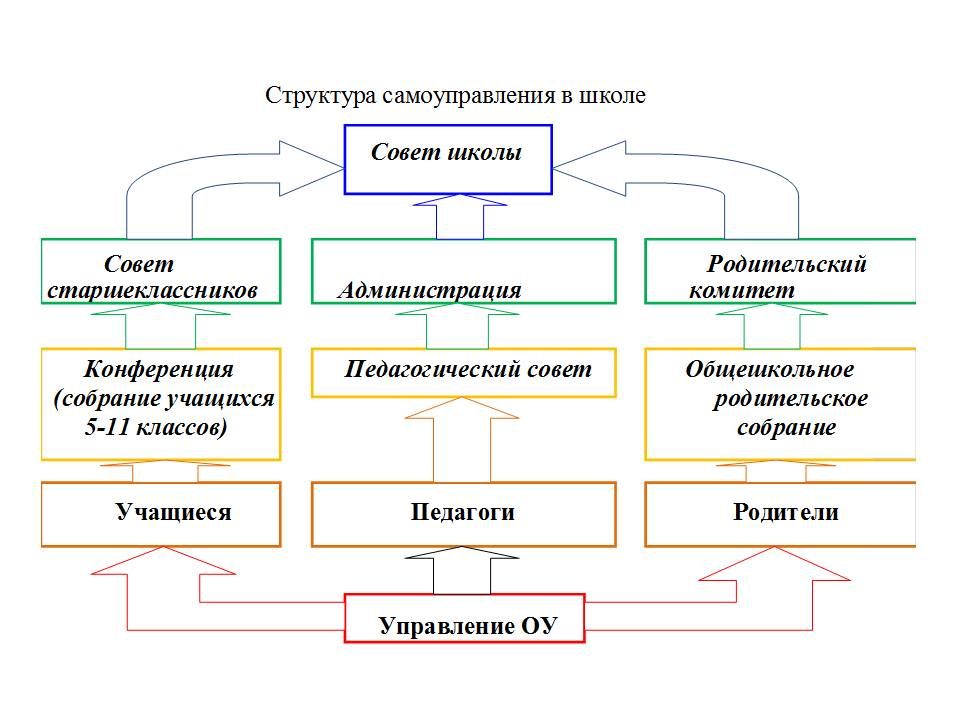 Структура самоуправления в школе
Совет школы
Совет
старшеклассников
Администрация
Родительский
комитет
Конференция
(собрание учащихся
5-11 классов)
Педагогический совет
Общешкольное
родительское
собрание
Учащиеся
Педагоги
Родители
Управление ОУ